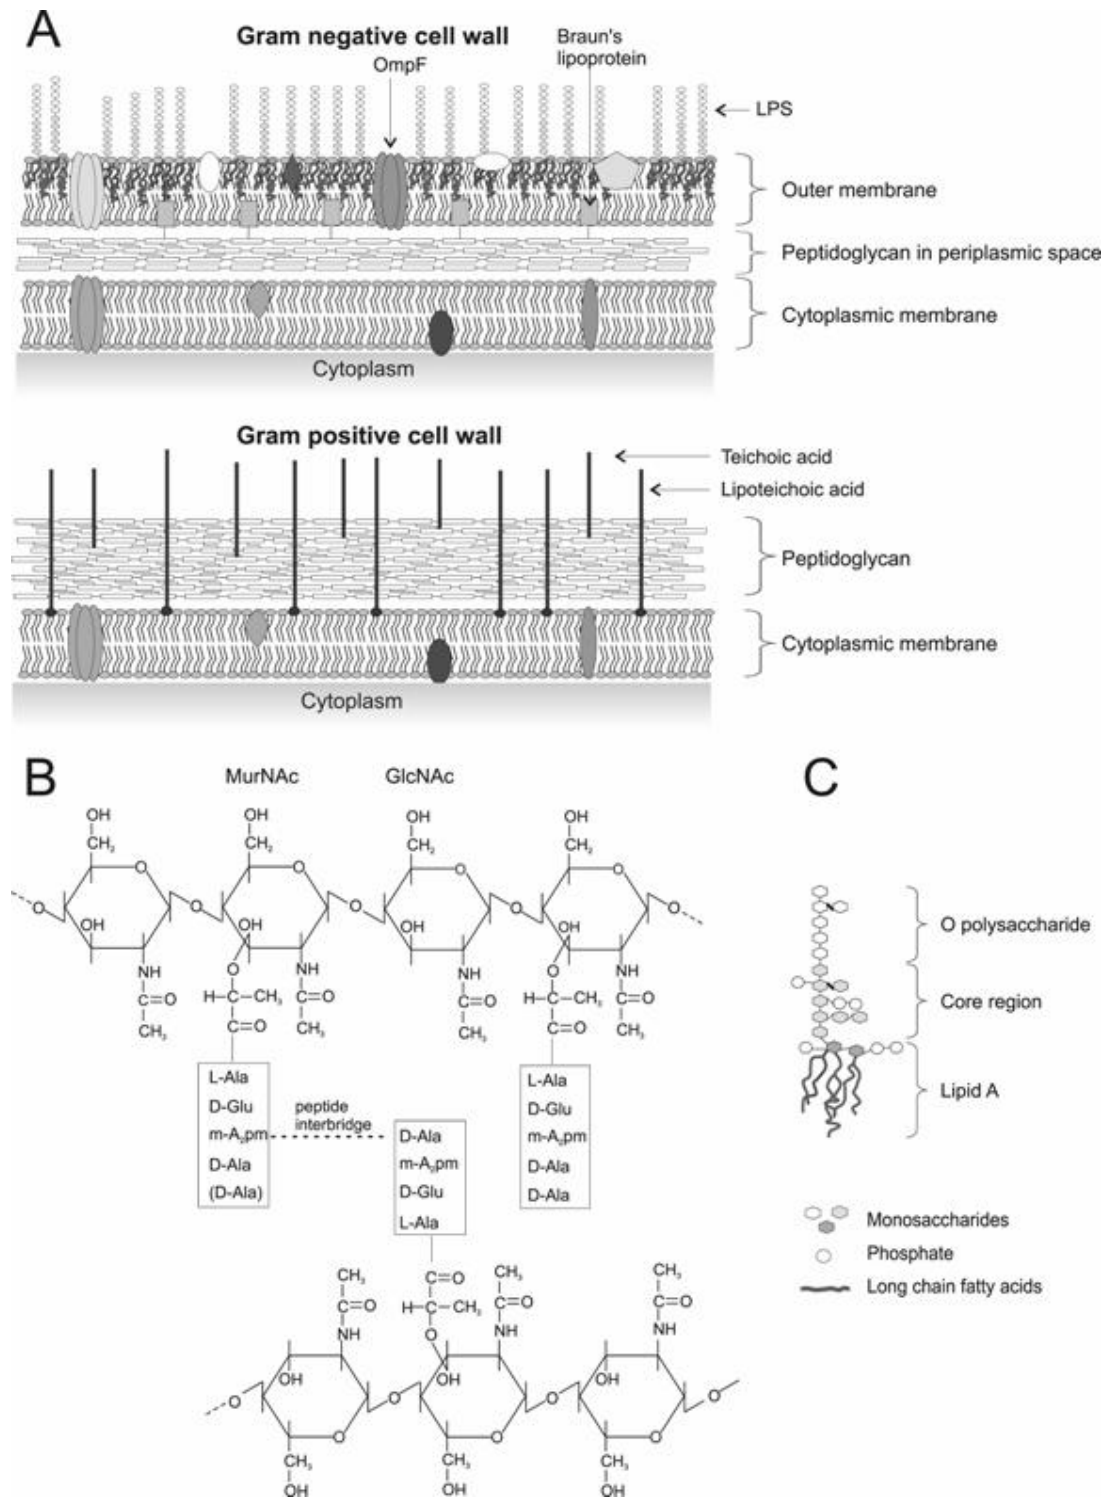 A
Gram negative cell wall
OmpF
Braun's
lipoprotein
LPS
Outer membrane
Peptidoglycan in periplasmic space
Cytoplasmic membrane
Cytoplasm
Gram positive cell wall
Teichoic acid
Lipoteichoic acid
Peptidoglycan
Cytoplasmic membrane
Cytoplasm
B
MurNAc
GlcNAc
OH
CH₂
O
OH
CH₂
O
OH
CH₂
O
OH
CH₂
O
O
O
O
O
O
OH
OH
OH
OH
NH
C=O
CH₃
O
H-C-CH₃
C=O
NH
C=O
CH₃
NH
C=O
CH₃
O
H-C-CH₃
C=O
NH
C=O
CH₃
L-Ala
D-Glu
m-A₂pm
D-Ala
(D-Ala)
peptide
interbridge
D-Ala
m-A₂pm
D-Glu
L-Ala
L-Ala
D-Glu
m-A₂pm
D-Ala
D-Ala
CH₃
C=O
NH
C=O
H-C-CH₃
O
CH₃
C=O
NH
CH₃
C=O
NH
OH
OH
OH
O
O
O
O
O
O
O
CH₃
OH
CH₂
OH
CH₂
OH
C
O polysaccharide
Core region
Lipid A
Monosaccharides
Phosphate
Long chain fatty acids